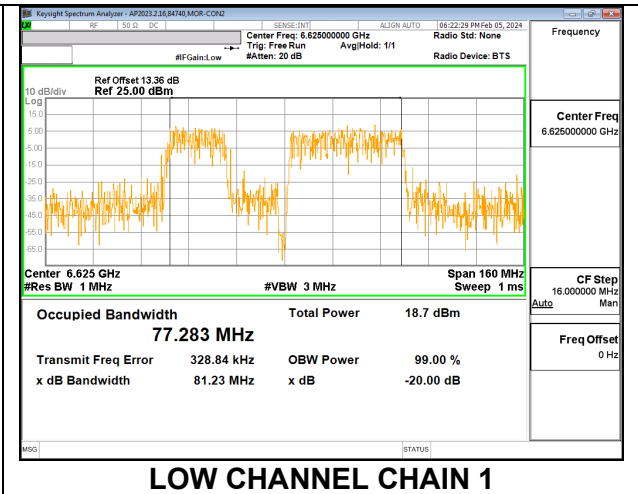 Keysight Spectrum Analyzer - AP2023.2.16,84740,MOR-CON2
RF 50 Ω DC SENSE:INT ALIGN AUTO 06:22:29 PM Feb 05, 2024
Center Freq: 6.625000000 GHz Radio Std: None
Trig: Free Run Avg|Hold: 1/1
#IFGain:Low #Atten: 20 dB Radio Device: BTS
Frequency
Ref Offset 13.36 dB
10 dB/div Ref 25.00 dBm
Log
15.0
5.00
-5.00
-15.0
-25.0
-35.0
-45.0
-55.0
-65.0
Center 6.625 GHz Span 160 MHz
#Res BW 1 MHz #VBW 3 MHz Sweep 1 ms
Center Freq
6.625000000 GHz
CF Step
16.000000 MHz
Auto Man
Freq Offset
0 Hz
Occupied Bandwidth Total Power 18.7 dBm
77.283 MHz
Transmit Freq Error 328.84 kHz OBW Power 99.00 %
x dB Bandwidth 81.23 MHz x dB -20.00 dB
MSG STATUS
LOW CHANNEL CHAIN 1